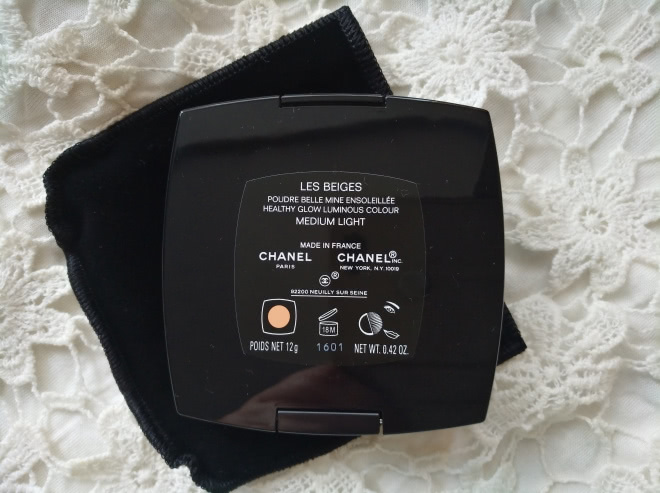 LES BEIGES
POUDRE BELLE MINE ENSOLEILLÉE
HEALTHY GLOW LUMINOUS COLOUR
MEDIUM LIGHT
MADE IN FRANCE
CHANEL CHANEL® INC.
PARIS NEW YORK, N.Y. 10019
®
92200 NEUILLY SUR SEINE
18M
POIDS NET 12g 1601 NET WT. 0.42 OZ.